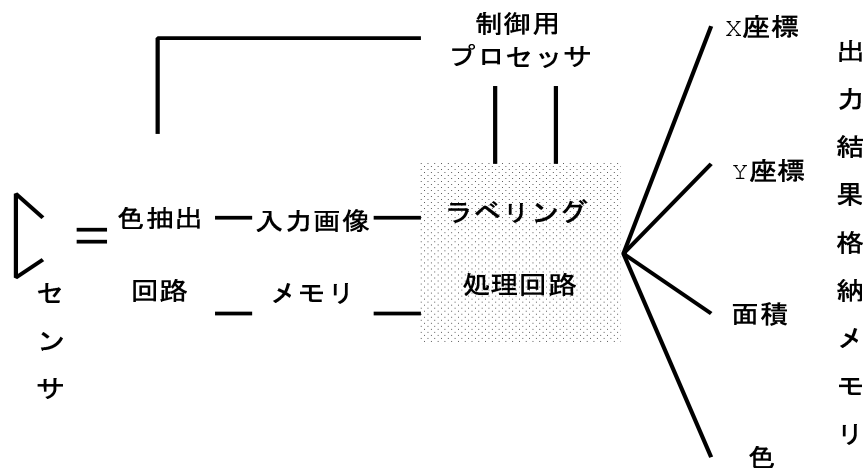 制御用
プロセッサ
X座標
Y座標
面積
色
出力結果格納メモリ
センサ
色抽出
回路
入力画像
メモリ
ラベリング
処理回路